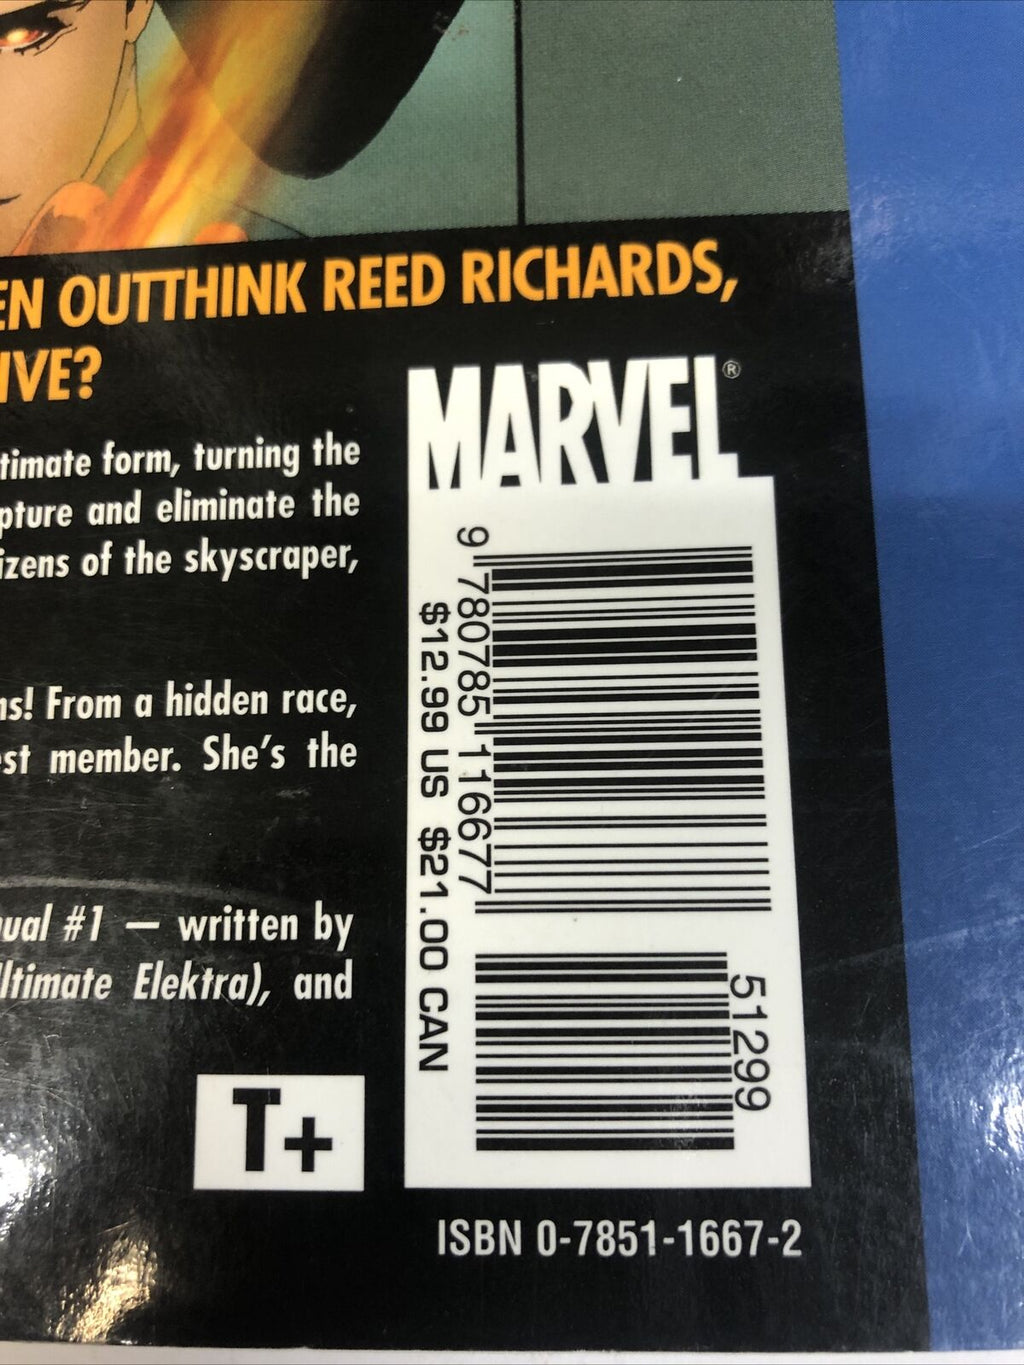 EN OUTTHINK REED RICHARDS,
IVE?
timate form, turning the
pture and eliminate the
izens of the skyscraper,
ns! From a hidden race,
est member. She's the
ual #1 — written by
ltimate Elektra), and
T+
MARVEL®
9 780785 116677
$12.99 US $21.00 CAN
51299
ISBN 0-7851-1667-2